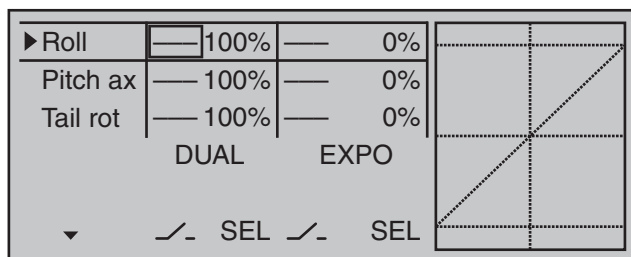 Roll ––– 100% ––– 0%
Pitch ax ––– 100% ––– 0%
Tail rot ––– 100% ––– 0%
DUAL EXPO
SEL SEL